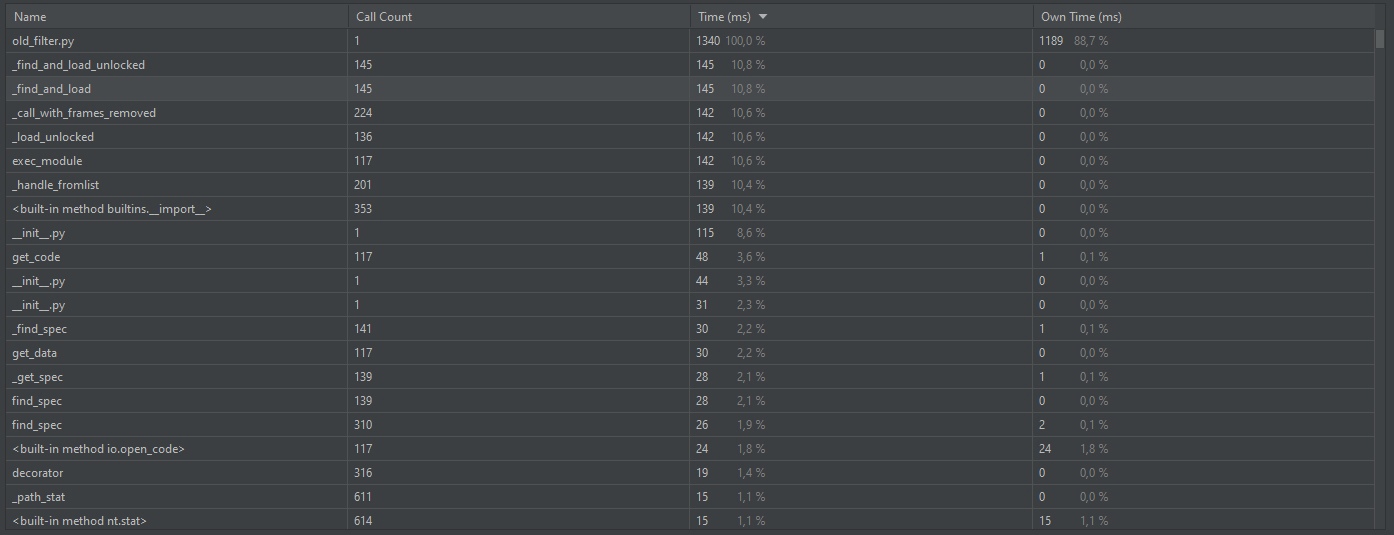 Name Call Count Time (ms) Own Time (ms)
old_filter.py 1 1340 100,0 % 1189 88,7 %
_find_and_load_unlocked 145 145 10,8 % 0 0,0 %
_find_and_load 145 145 10,8 % 0 0,0 %
_call_with_frames_removed 224 142 10,6 % 0 0,0 %
_load_unlocked 136 142 10,6 % 0 0,0 %
exec_module 117 142 10,6 % 0 0,0 %
_handle_fromlist 201 139 10,4 % 0 0,0 %
<built-in method builtins.__import__> 353 139 10,4 % 0 0,0 %
__init__.py 1 115 8,6 % 0 0,0 %
get_code 117 48 3,6 % 1 0,1 %
__init__.py 1 44 3,3 % 0 0,0 %
__init__.py 1 31 2,3 % 0 0,0 %
_find_spec 141 30 2,2 % 1 0,1 %
get_data 117 30 2,2 % 0 0,0 %
_get_spec 139 28 2,1 % 1 0,1 %
find_spec 139 28 2,1 % 0 0,0 %
find_spec 310 26 1,9 % 2 0,1 %
<built-in method io.open_code> 117 24 1,8 % 24 1,8 %
decorator 316 19 1,4 % 0 0,0 %
_path_stat 611 15 1,1 % 0 0,0 %
<built-in method nt.stat> 614 15 1,1 % 15 1,1 %